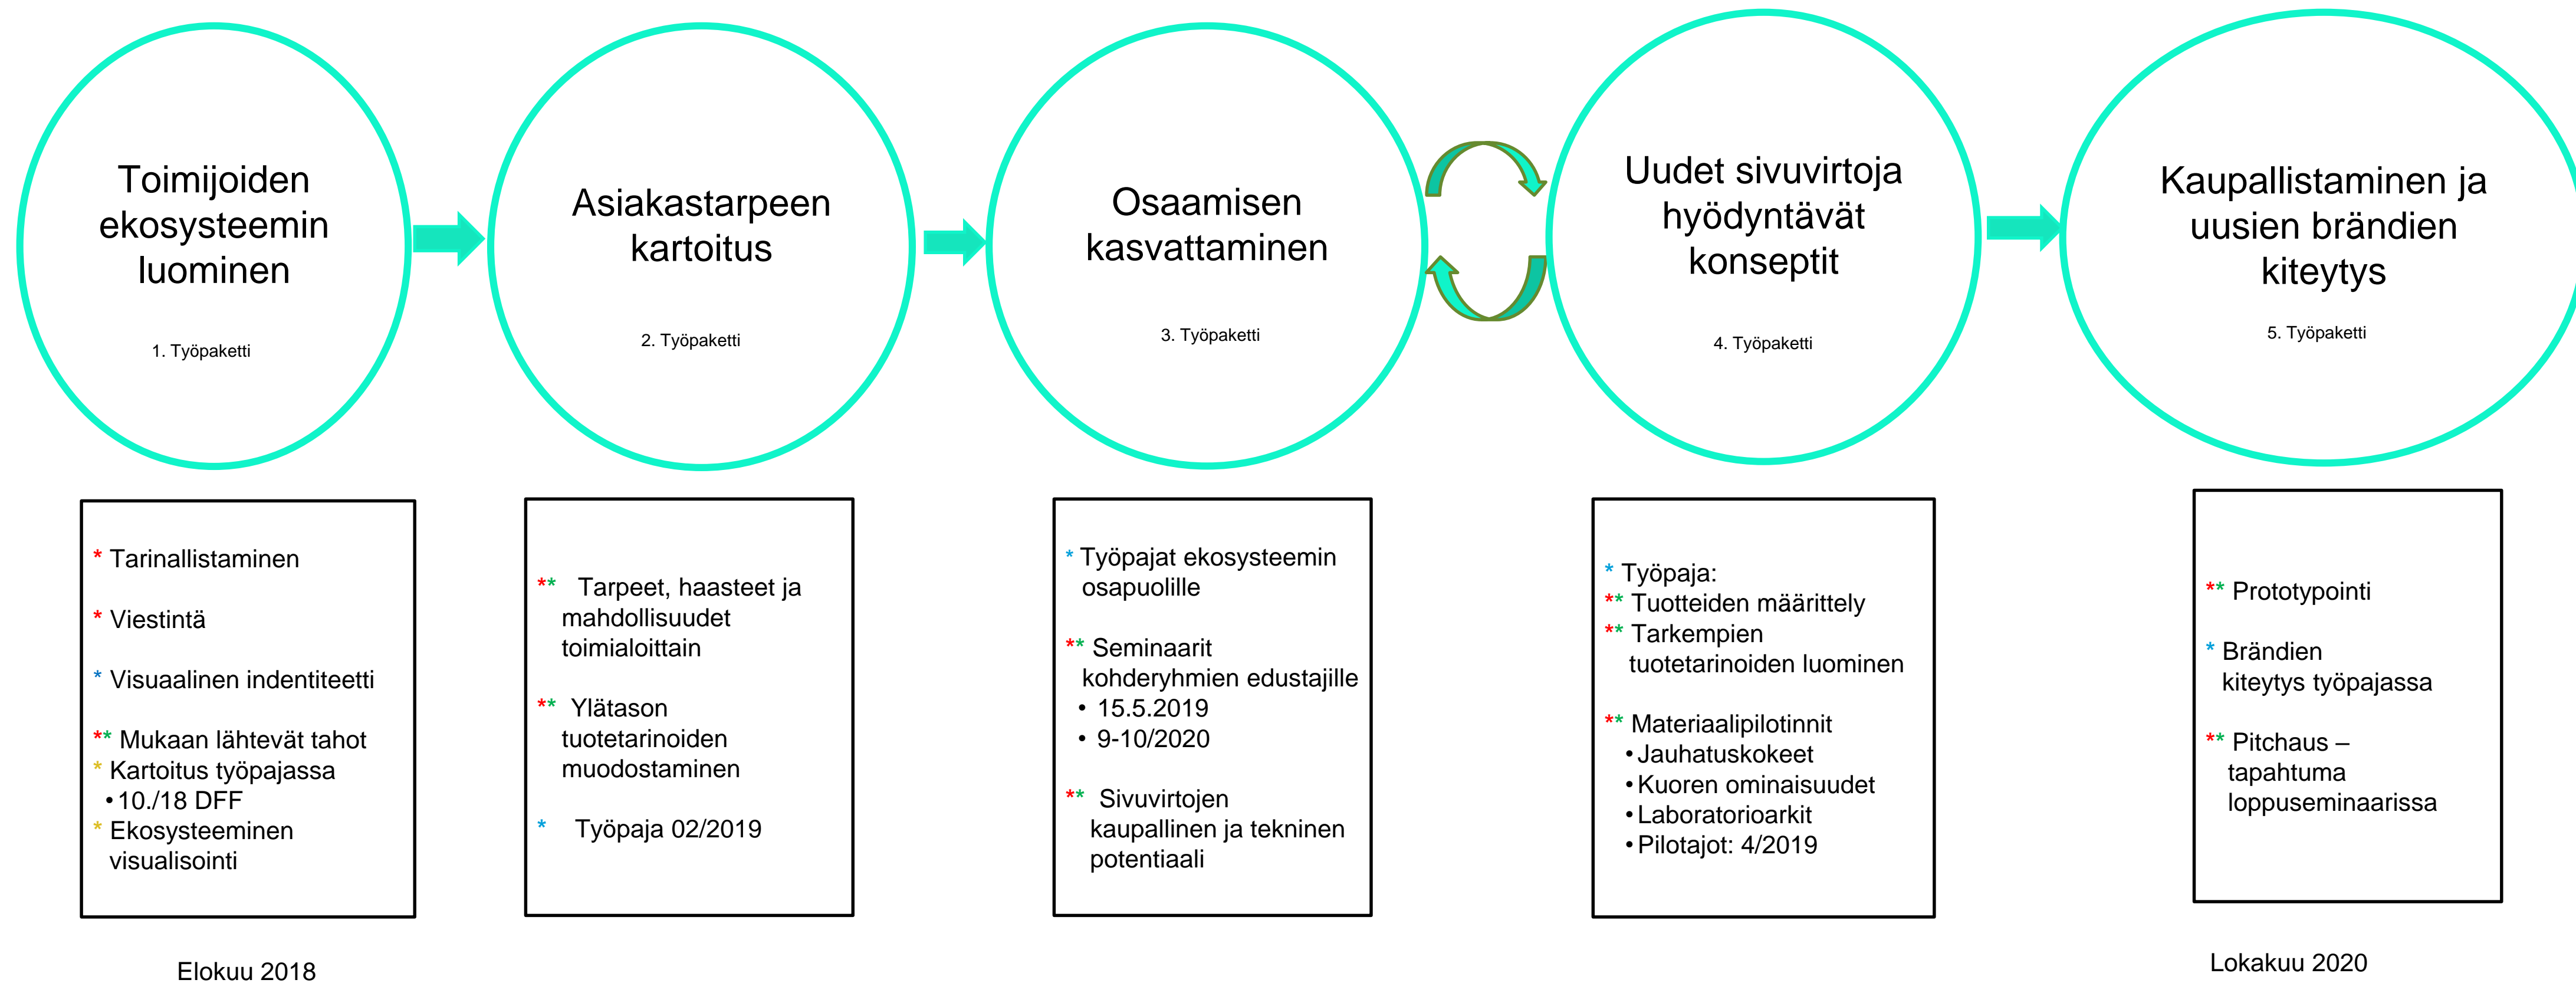 Toimijoiden
ekosysteemin
luominen
1. Työpaketti
Asiakastarpeen
kartoitus
2. Työpaketti
Osaamisen
kasvattaminen
3. Työpaketti
Uudet sivuvirtoja
hyödyntävät
konseptit
4. Työpaketti
Kaupallistaminen ja
uusien brändien
kiteytys
5. Työpaketti
* Tarinallistaminen
* Viestintä
* Visuaalinen indentiteetti
** Mukaan lähtevät tahot
* Kartoitus työpajassa
• 10./18 DFF
* Ekosysteeminen
visualisointi
** Tarpeet, haasteet ja
mahdollisuudet
toimialoittain
** Ylätason
tuotetarinoiden
muodostaminen
* Työpaja 02/2019
* Työpajat ekosysteemin
osapuolille
** Seminaarit
kohderyhmien edustajille
• 15.5.2019
• 9-10/2020
** Sivuvirtojen
kaupallinen ja tekninen
potentiaali
* Työpaja:
** Tuotteiden määrittely
** Tarkempien
tuotetarinoiden luominen
** Materiaalipilotinnit
• Jauhatuskokeet
• Kuoren ominaisuudet
• Laboratorioarkit
• Pilotajot: 4/2019
** Prototypointi
* Brändien
kiteytys työpajassa
** Pitchaus –
tapahtuma
loppuseminaarissa
Elokuu 2018
Lokakuu 2020